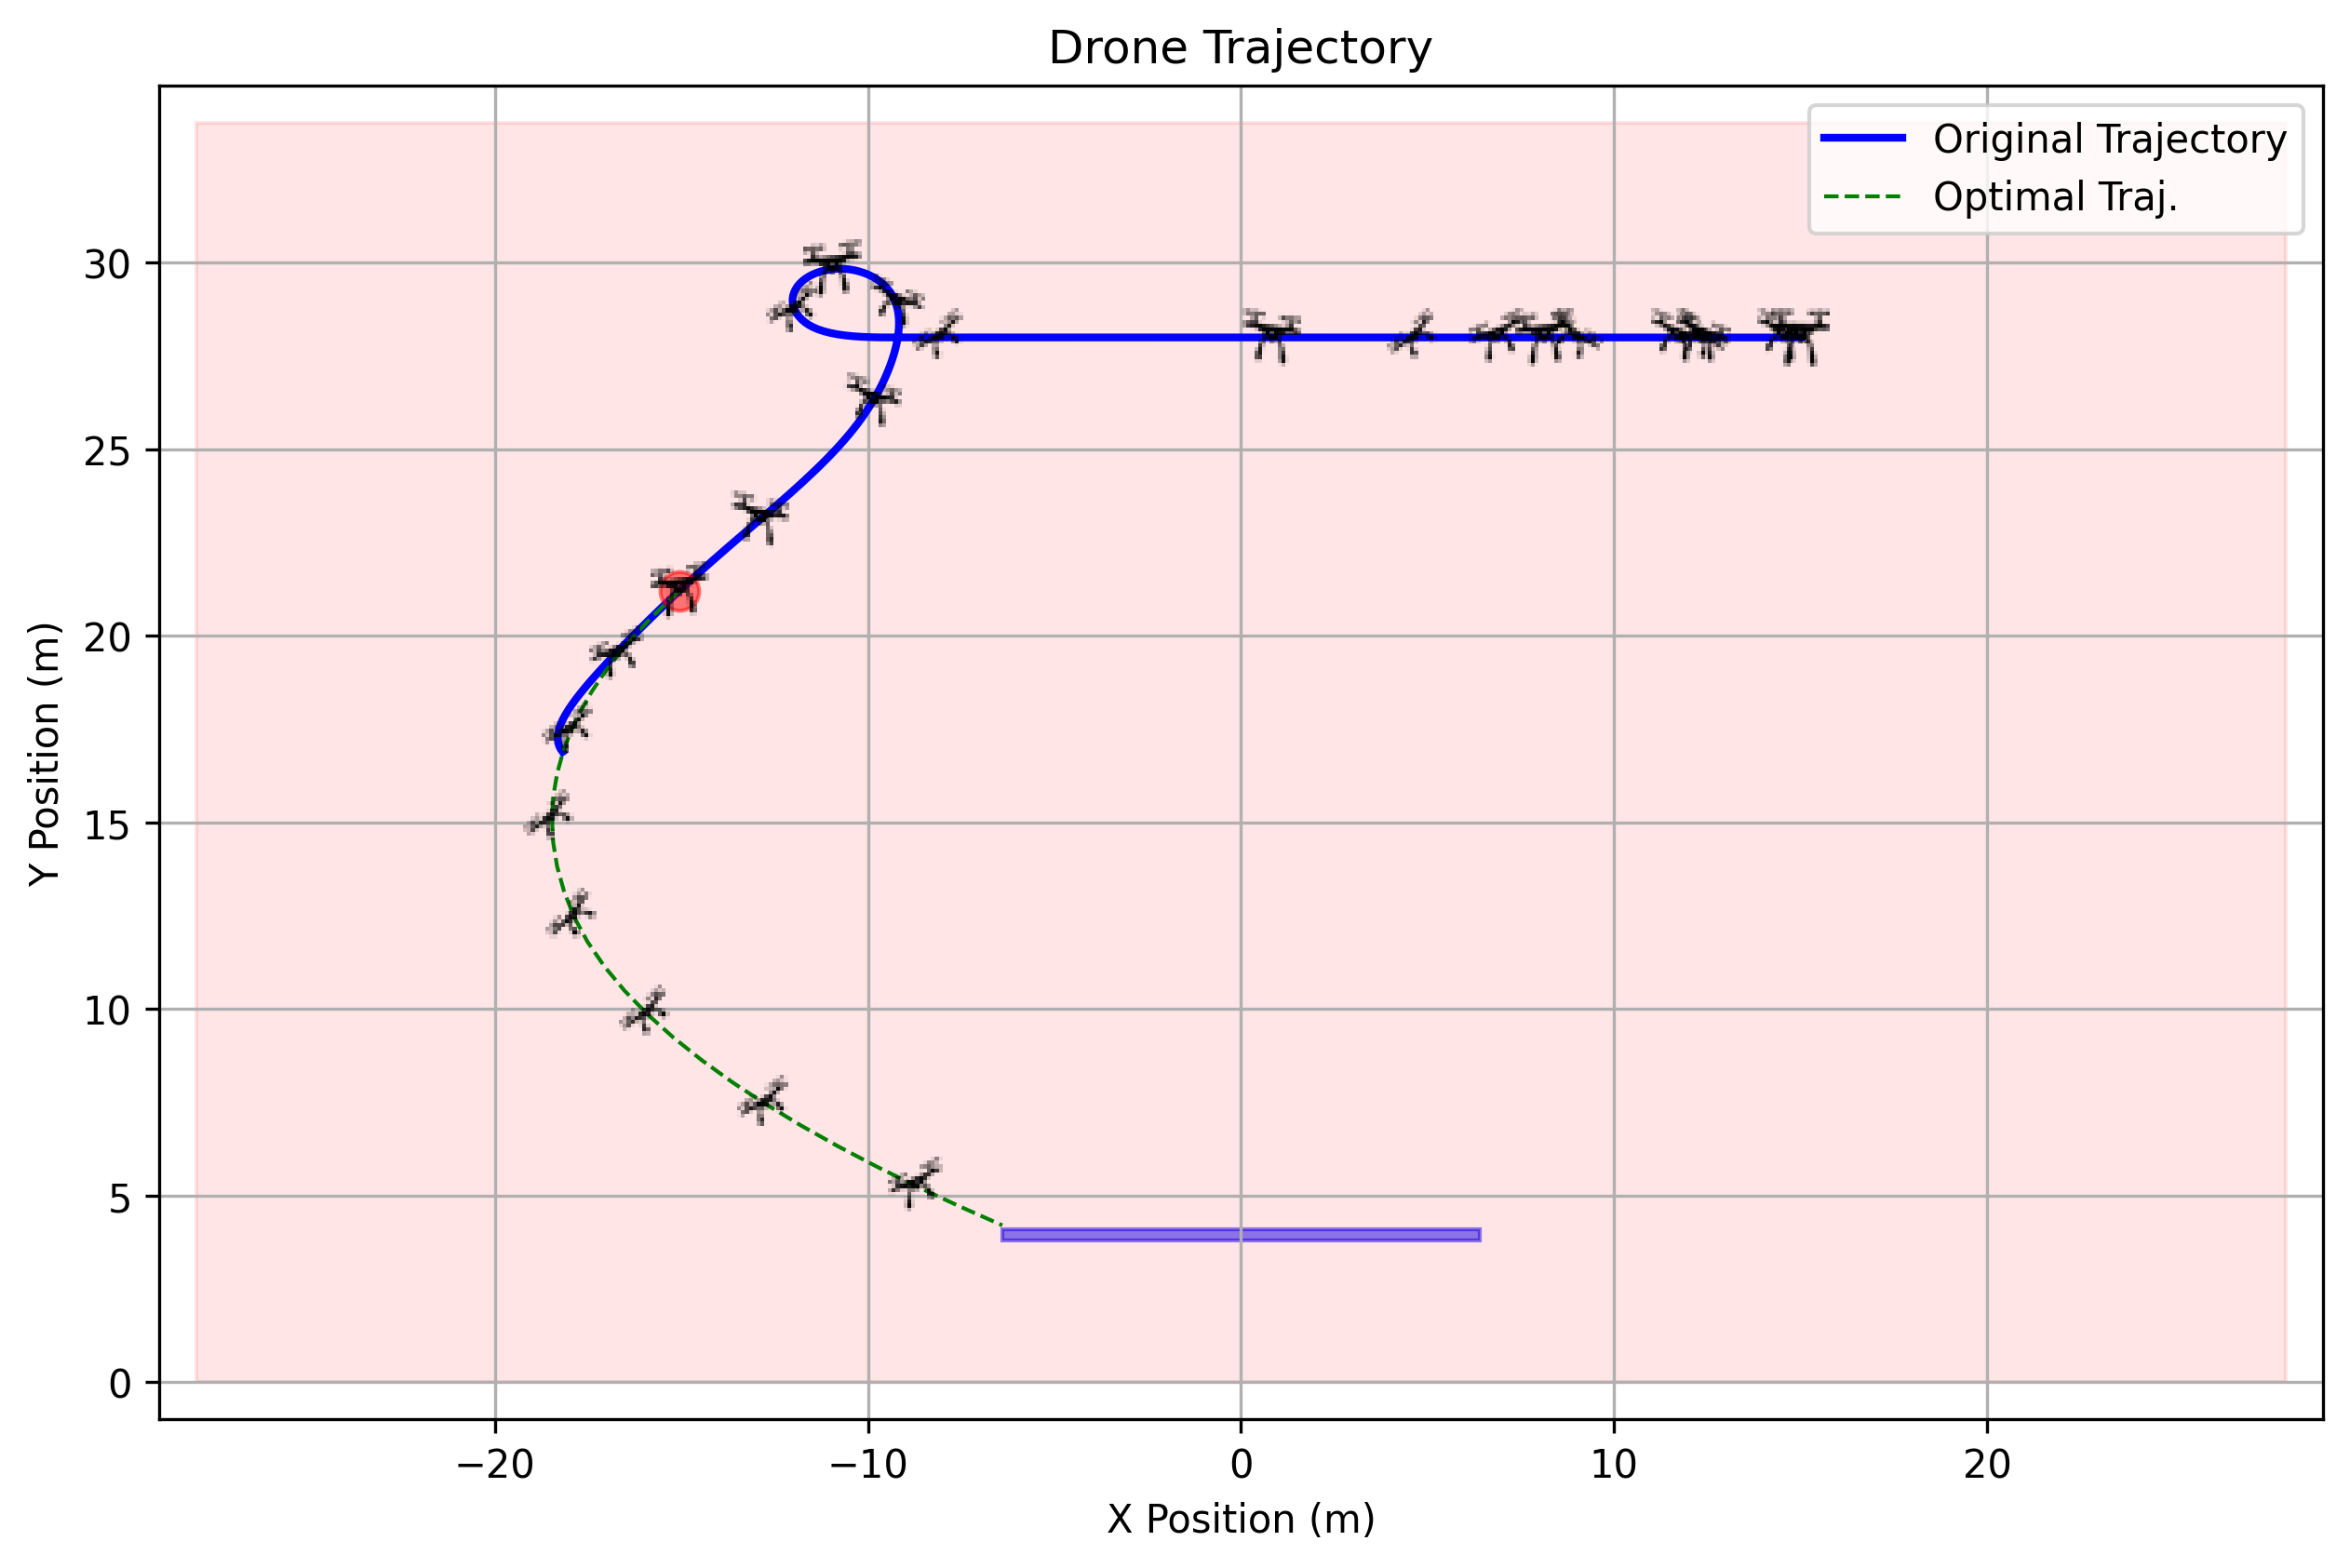 Drone Trajectory
Original Trajectory
Optimal Traj.
30
25
20
15
10
5
0
Y Position (m)
−20
−10
0
10
20
X Position (m)